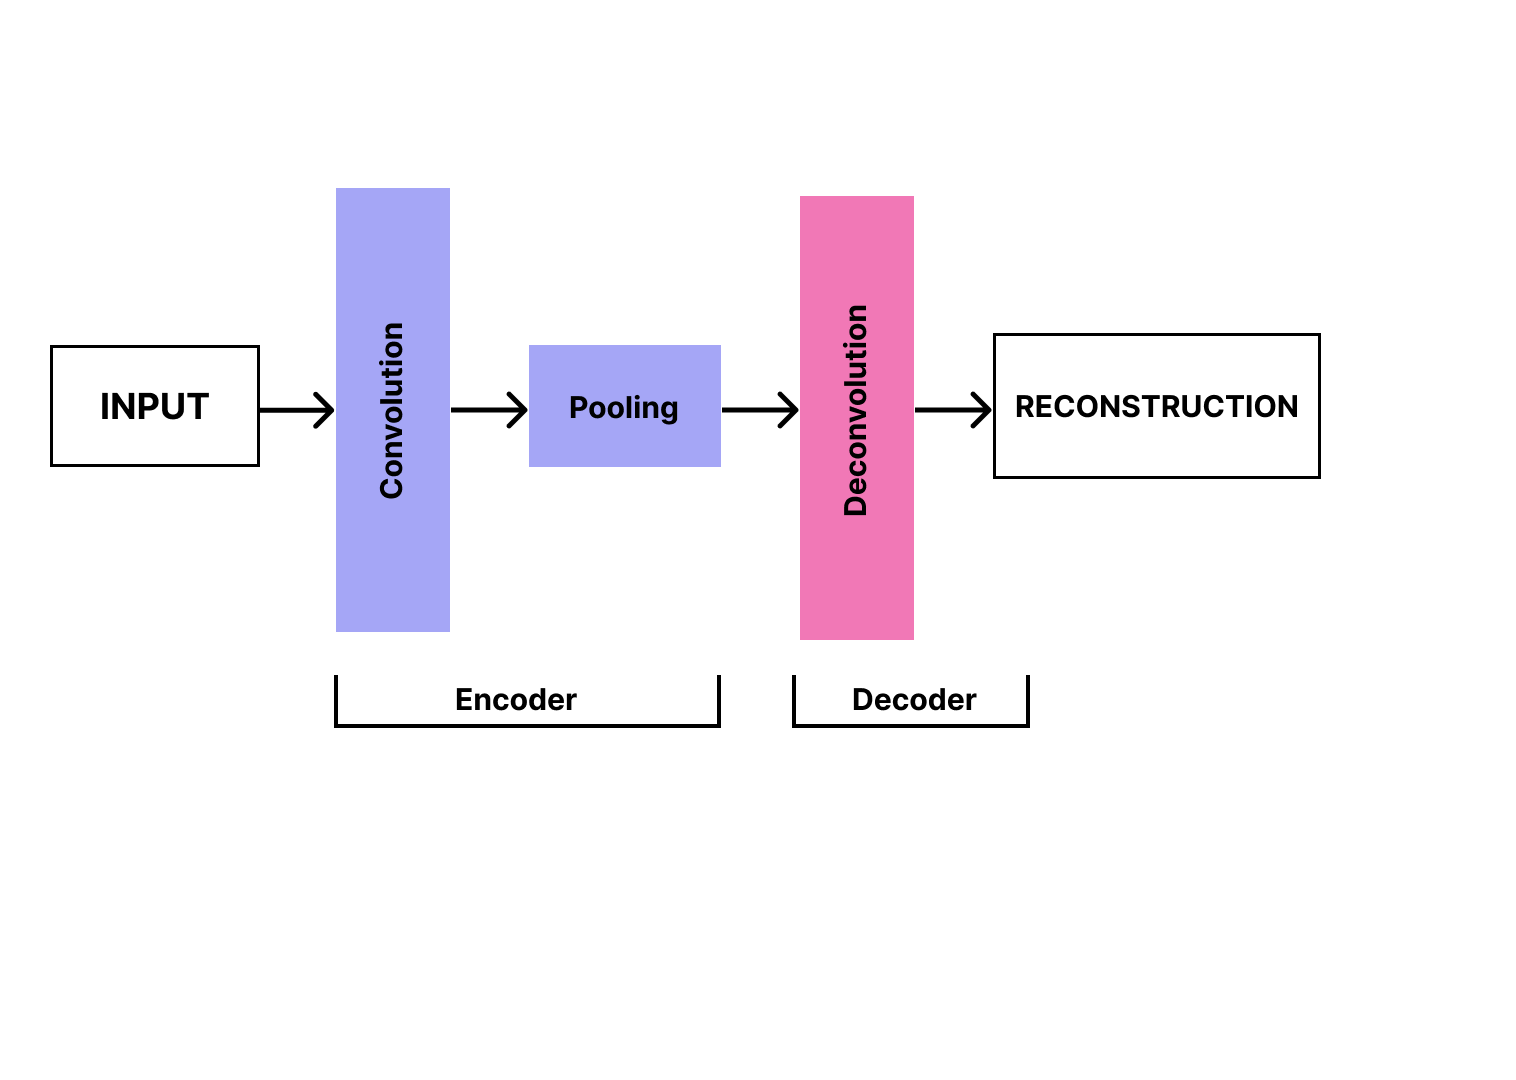 INPUT
Convolution
Pooling
Deconvolution
RECONSTRUCTION
Encoder
Decoder